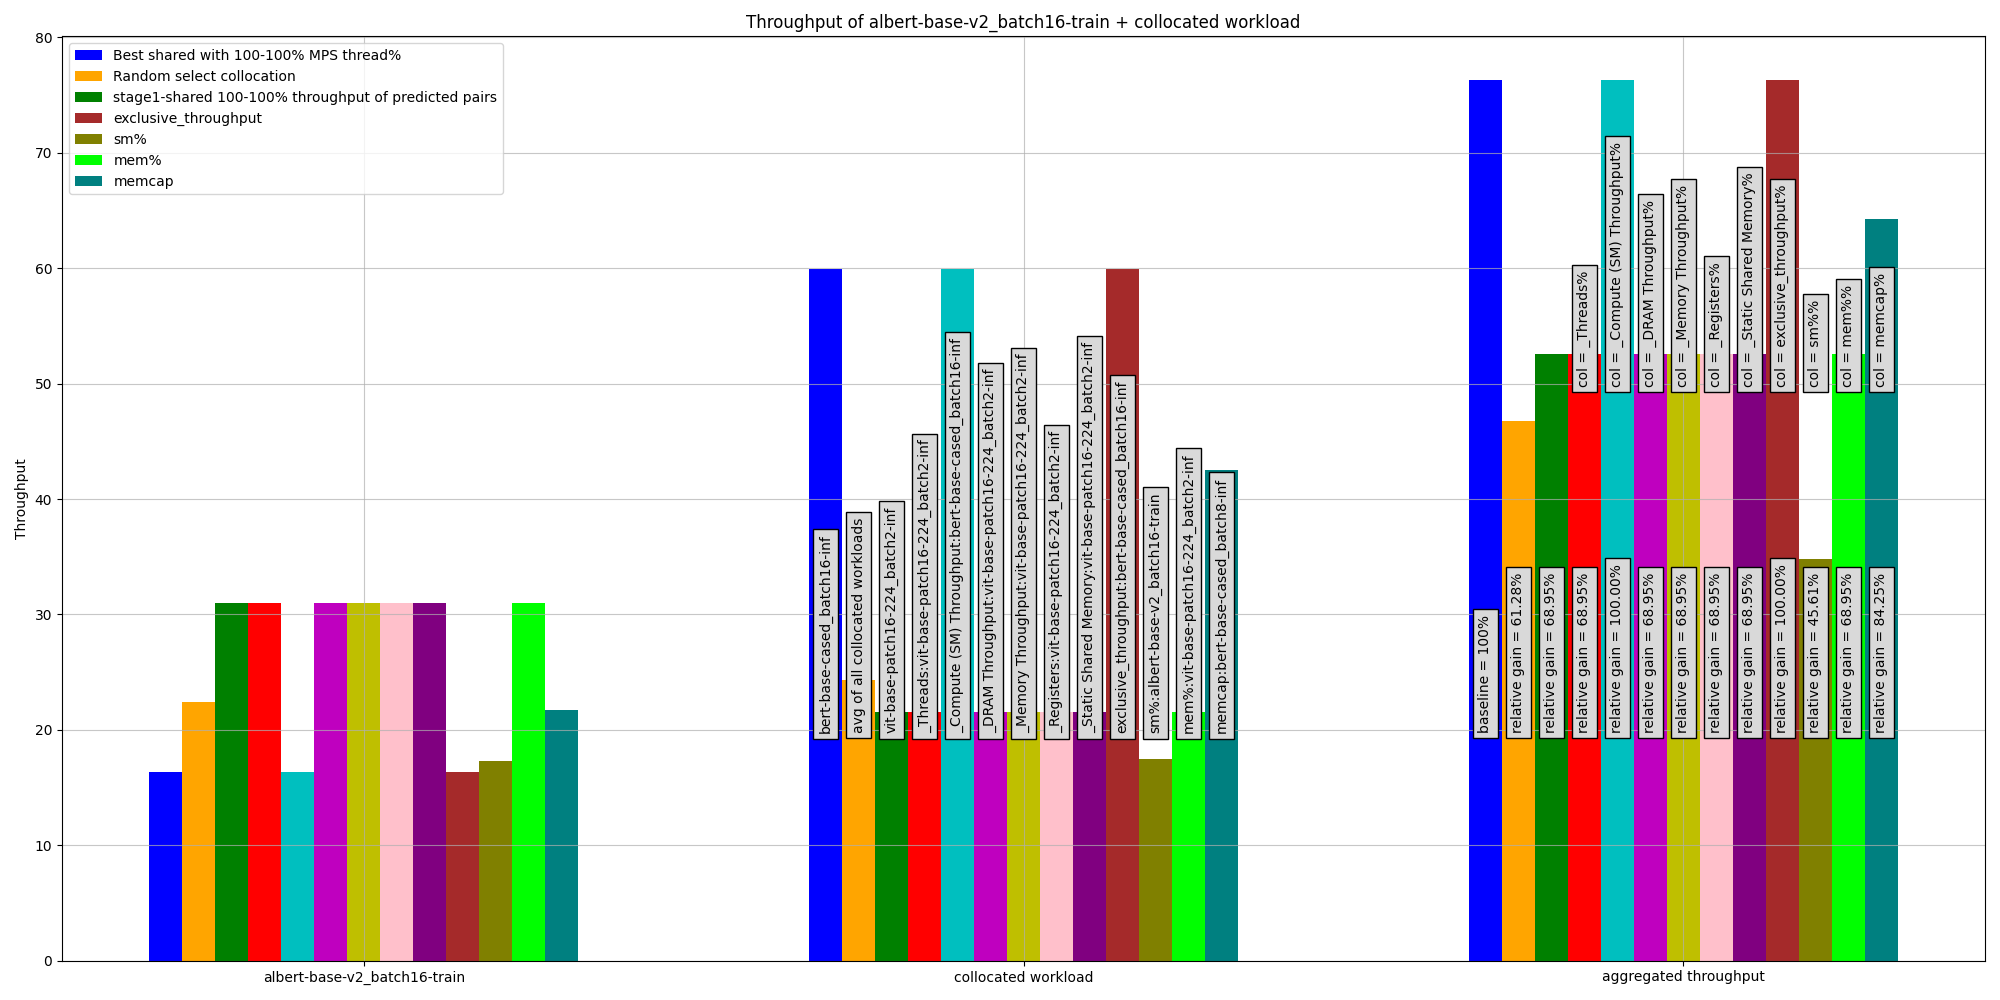 Throughput of albert-base-v2_batch16-train + collocated workload
Throughput
80
70
60
50
40
30
20
10
0
Best shared with 100-100% MPS thread%
Random select collocation
stage1-shared 100-100% throughput of predicted pairs
exclusive_throughput
sm%
mem%
memcap
bert-base-cased_batch16-inf
avg of all collocated workloads
vit-base-patch16-224_batch2-inf
_Threads:vit-base-patch16-224_batch2-inf
_Compute (SM) Throughput:bert-base-cased_batch16-inf
_DRAM Throughput:vit-base-patch16-224_batch2-inf
_Memory Throughput:vit-base-patch16-224_batch2-inf
_Registers:vit-base-patch16-224_batch2-inf
_Static Shared Memory:vit-base-patch16-224_batch2-inf
exclusive_throughput:bert-base-cased_batch16-inf
sm%:albert-base-v2_batch16-train
mem%:vit-base-patch16-224_batch2-inf
memcap:bert-base-cased_batch8-inf
col = _Threads%
col = _Compute (SM) Throughput%
col = _DRAM Throughput%
col = _Memory Throughput%
col = _Registers%
col = _Static Shared Memory%
col = exclusive_throughput%
col = sm%%
col = mem%%
col = memcap%
baseline = 100%
relative gain = 61.28%
relative gain = 68.95%
relative gain = 68.95%
relative gain = 100.00%
relative gain = 68.95%
relative gain = 68.95%
relative gain = 68.95%
relative gain = 68.95%
relative gain = 100.00%
relative gain = 45.61%
relative gain = 68.95%
relative gain = 84.25%
albert-base-v2_batch16-train
collocated workload
aggregated throughput